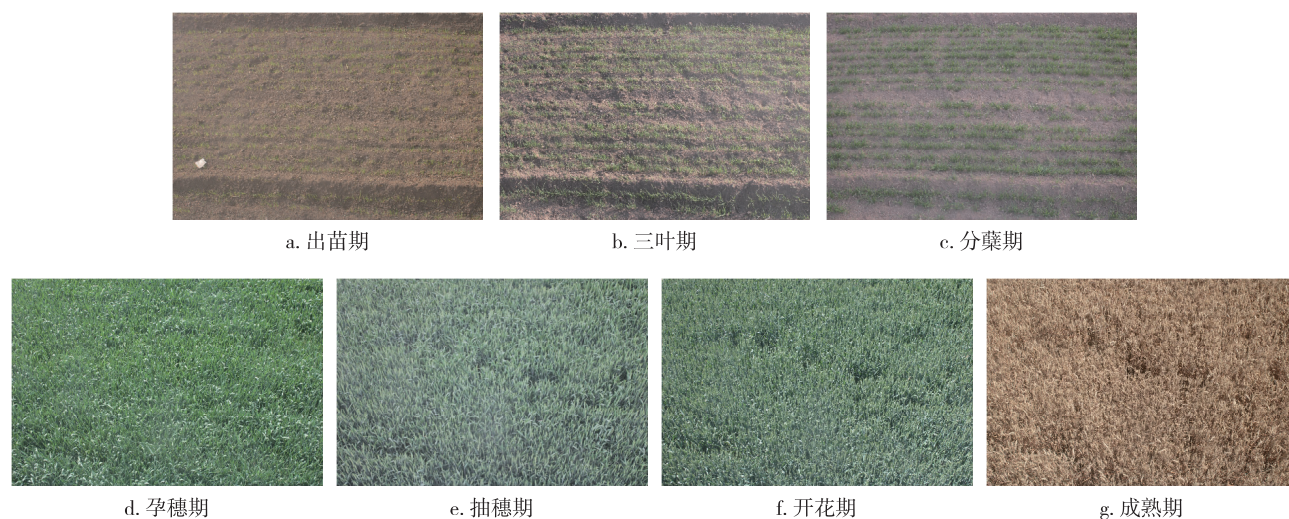 a. 出苗期
b. 三叶期
c. 分蘖期
d. 孕穗期
e. 抽穗期
f. 开花期
g. 成熟期